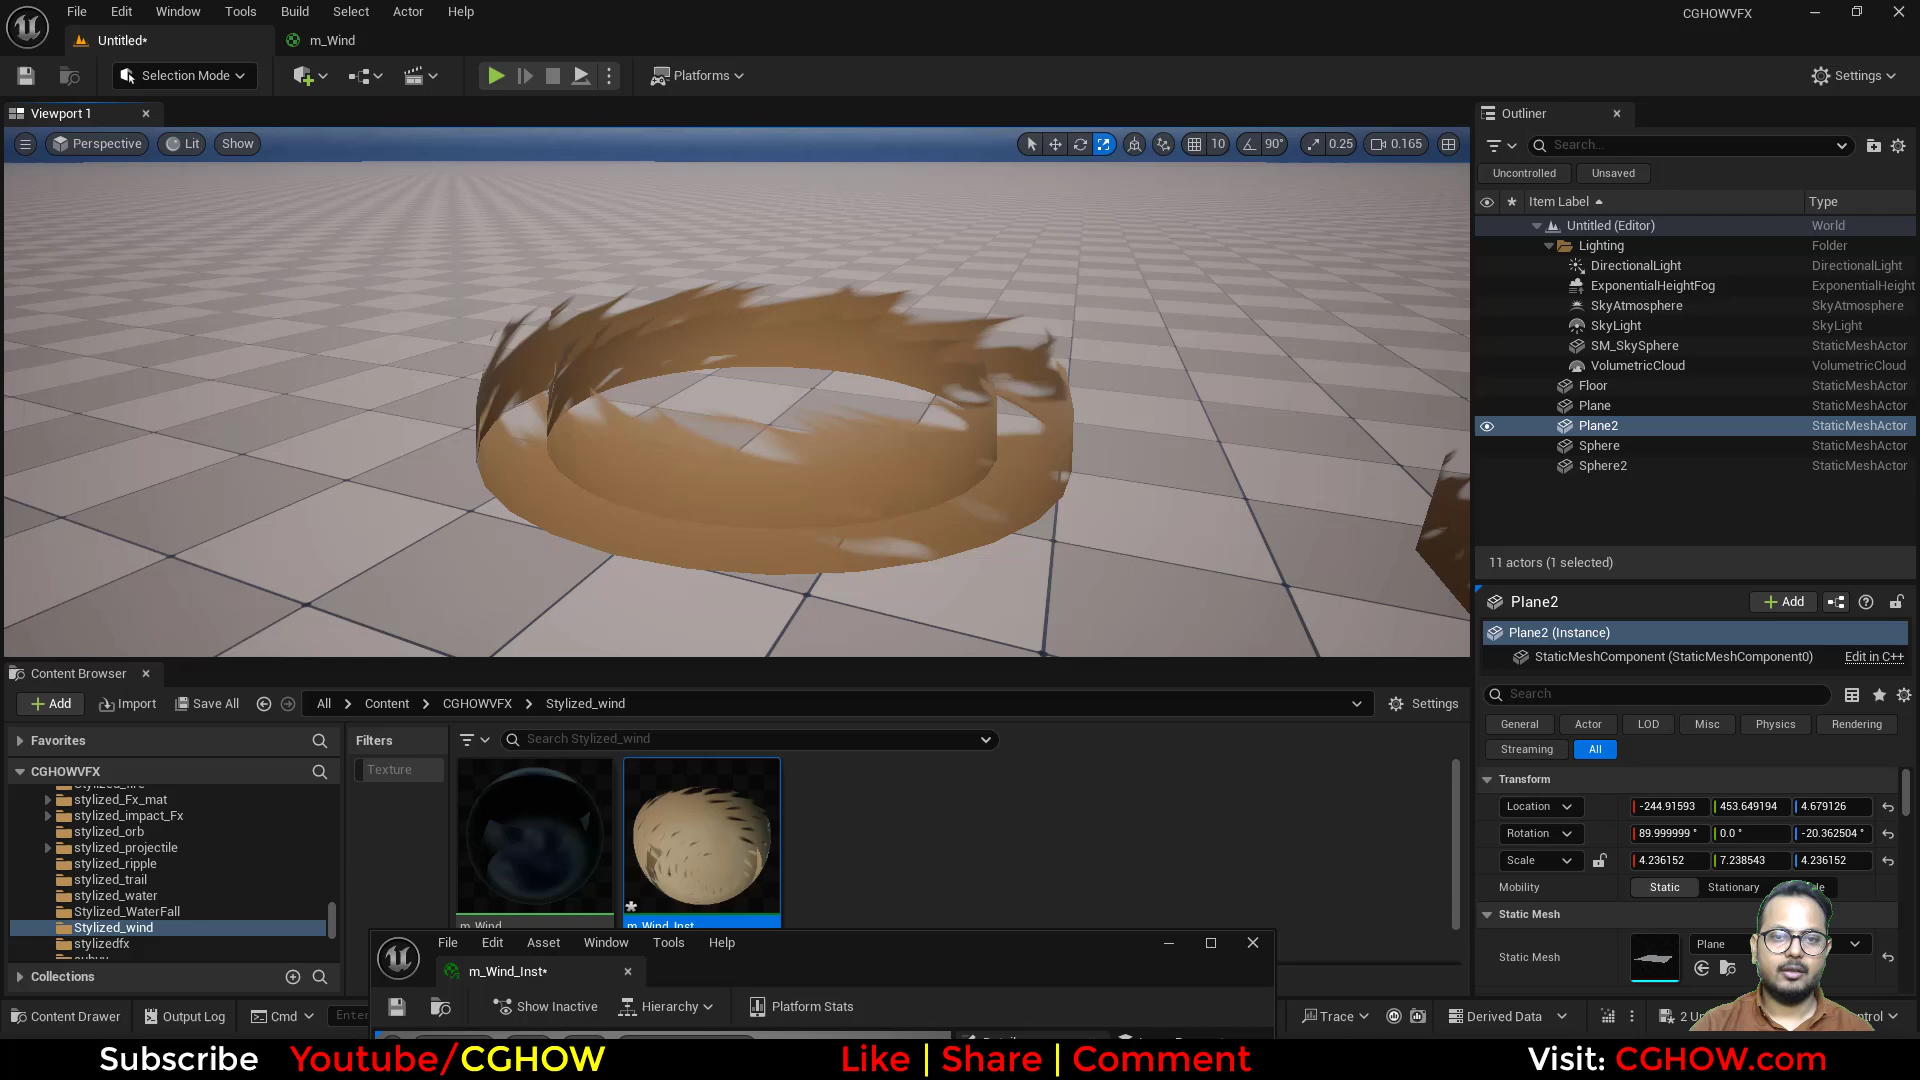 File Edit Window Tools Build Select Actor Help
CGHOWVFX
Untitled*
m_Wind
Selection Mode
Platforms
Settings
Viewport 1
Perspective Lit Show
10 90° 0.25 0.165
Outliner
Search...
Uncontrolled Unsaved
Item Label Type
Untitled (Editor) World
Lighting Folder
DirectionalLight DirectionalLight
ExponentialHeightFog ExponentialHeight
SkyAtmosphere SkyAtmosphere
SkyLight SkyLight
SM_SkySphere StaticMeshActor
VolumetricCloud VolumetricCloud
Floor StaticMeshActor
Plane StaticMeshActor
Plane2 StaticMeshActor
Sphere StaticMeshActor
Sphere2 StaticMeshActor
11 actors (1 selected)
Plane2
Add
Plane2 (Instance)
StaticMeshComponent (StaticMeshComponent0) Edit in C++
Search
General Actor LOD Misc Physics Rendering
Streaming All
Transform
Location -244.91593 453.649194 4.679126
Rotation 89.999999 ° 0.0 ° -20.362504 °
Scale 4.236152 7.238543 4.236152
Mobility Static Stationary
Static Mesh
Static Mesh Plane
Content Browser
Add Import Save All All Content CGHOWVFX Stylized_wind Settings
Favorites
CGHOWVFX
stylized_Fx_mat
stylized_impact_Fx
stylized_orb
stylized_projectile
stylized_ripple
stylized_trail
stylized_water
Stylized_WaterFall
Stylized_wind
stylizedfx
Collections
Filters
Texture
Search Stylized_wind
m_Wind
m_Wind_Inst
File Edit Asset Window Tools Help
m_Wind_Inst*
Show Inactive Hierarchy Platform Stats
Content Drawer Output Log Cmd Enter
Trace Derived Data
Subscribe Youtube/CGHOW Like | Share | Comment Visit: CGHOW.com